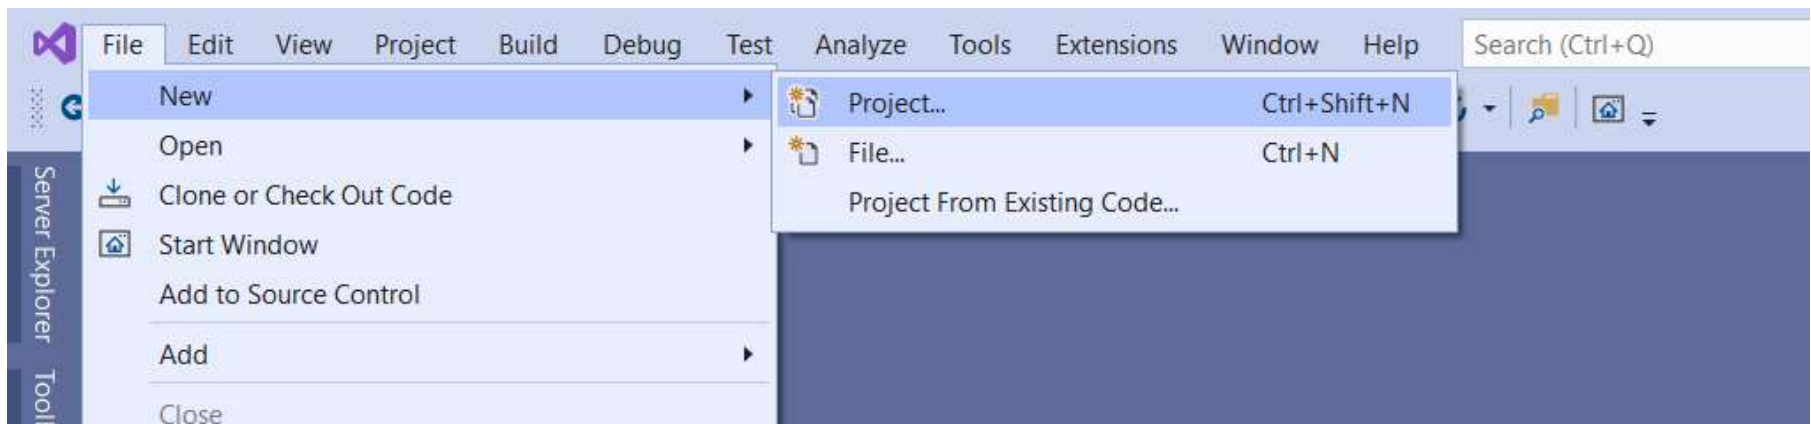 File Edit View Project Build Debug Test Analyze Tools Extensions Window Help Search (Ctrl+Q)
New
Project... Ctrl+Shift+N
Open
File... Ctrl+N
Clone or Check Out Code
Project From Existing Code...
Start Window
Add to Source Control
Add
Close
Server Explorer